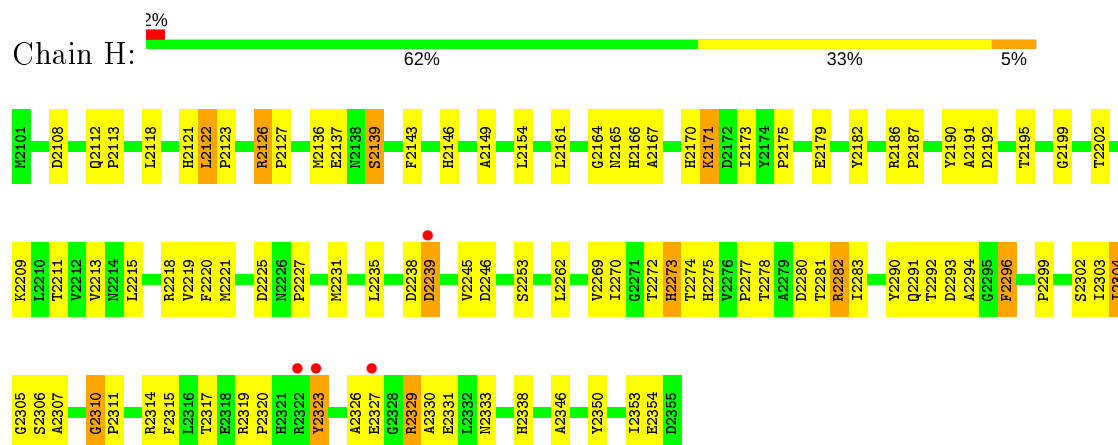 2%
Chain H:
62% 33% 5%
M2101 D2108 Q2112 P2113 L2118 H2121 L2122 P2123 R2126 P2127 M2136 E2137 N2138 S2139 F2143 H2146 A2149 L2154 L2161 G2164 N2165 H2166 A2167 H2170 K2171 D2172 I2173 Y2174 P2175 E2179 Y2182 R2186 P2187 Y2190 A2191 D2192 T2195 G2199 T2202
K2209 L2210 T2211 V2212 V2213 N2214 L2215 R2218 V2219 F2220 M2221 D2225 N2226 P2227 M2231 L2235 D2238 D2239 V2245 D2246 S2253 L2262 V2269 I2270 G2271 T2272 H2273 T2274 H2275 V2276 P2277 T2278 A2279 D2280 T2281 R2282 I2283 Y2290 Q2291 T2292 D2293 A2294 G2295 F2296 P2299 S2302 I2303
G2305 S2306 A2307 G2310 P2311 R2314 F2315 L2316 T2317 E2318 R2319 P2320 H2321 R2322 Y2323 A2326 E2327 G2328 R2329 A2330 E2331 L2332 N2333 H2338 A2346 Y2350 I2353 E2354 D2355